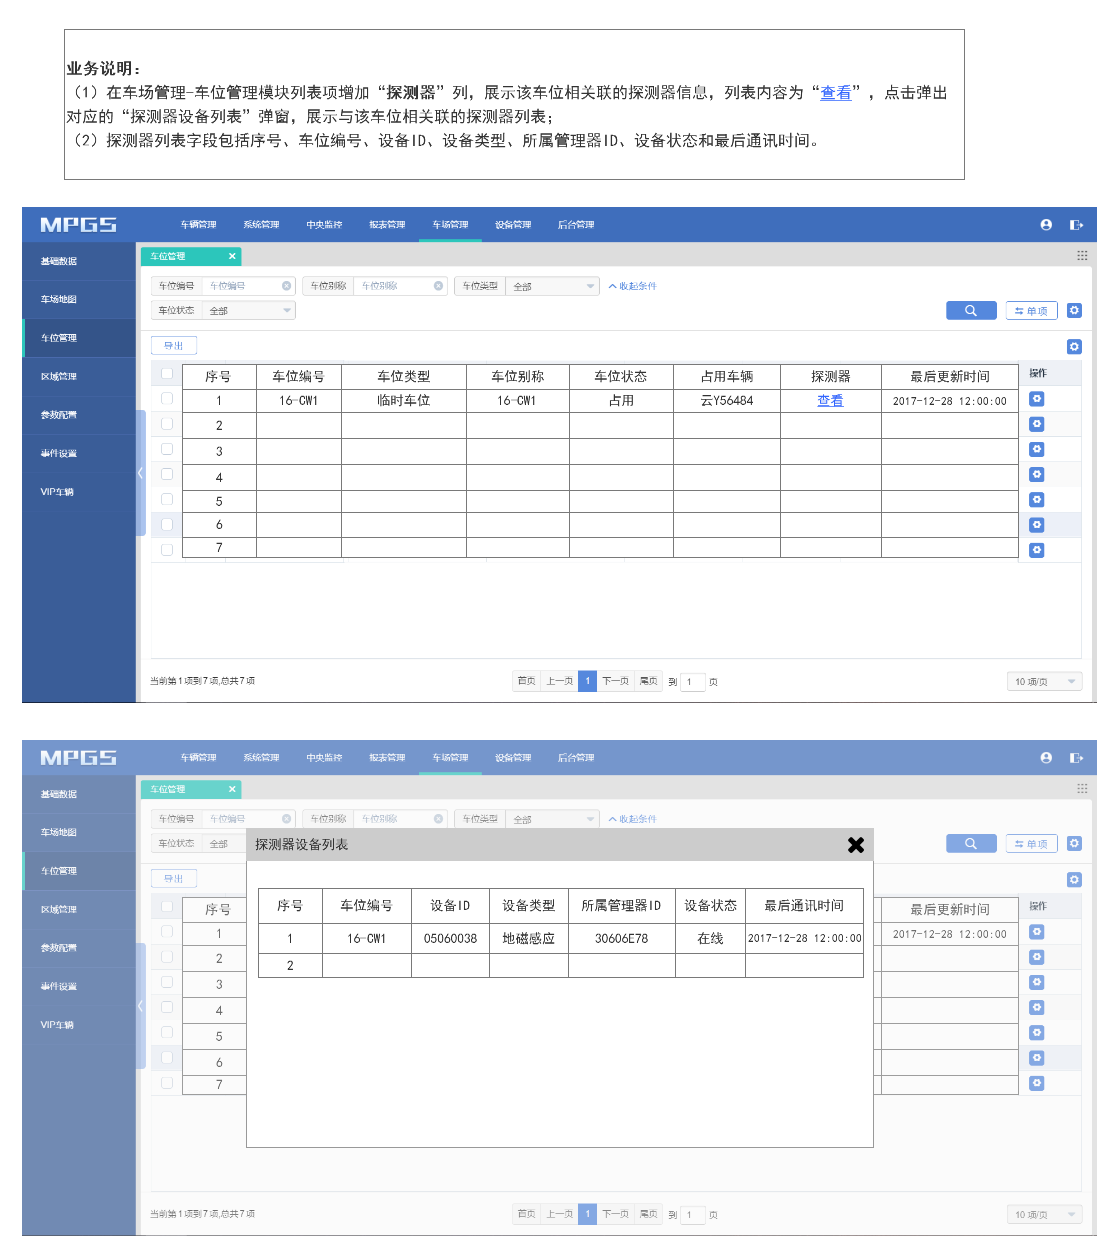 业务说明：
（1）在车场管理-车位管理模块列表项增加“探测器”列，展示该车位相关联的探测器信息，列表内容为“查看”，点击弹出
对应的“探测器设备列表”弹窗，展示与该车位相关联的探测器列表；
（2）探测器列表字段包括序号、车位编号、设备ID、设备类型、所属管理器ID、设备状态和最后通讯时间。
MPGS 车辆管理 系统管理 中央监控 报表管理 车场管理 设备管理 后台管理
基础数据
车场地图
车位管理
区域管理
参数配置
事件设置
VIP车辆
车位管理 ×
车位编号 车位编号 车位别称 车位别称 车位类型 全部 收起条件
车位状态 全部 单项
导出
序号 车位编号 车位类型 车位别称 车位状态 占用车辆 探测器 最后更新时间 操作
1 16-CW1 临时车位 16-CW1 占用 云Y56484 查看 2017-12-28 12:00:00
2
3
4
5
6
7
当前第1项到7项,总共7项 首页 上一页 1 下一页 尾页 到 1 页 10 项/页
MPGS 车辆管理 系统管理 中央监控 报表管理 车场管理 设备管理 后台管理
基础数据
车场地图
车位管理
区域管理
参数配置
事件设置
VIP车辆
车位管理 ×
车位编号 车位编号 车位别称 车位别称 车位类型 全部 收起条件
车位状态 全部 单项
导出
序号 最后更新时间 操作
1 2017-12-28 12:00:00
2
3
4
5
6
7
探测器设备列表
序号 车位编号 设备ID 设备类型 所属管理器ID 设备状态 最后通讯时间
1 16-CW1 05060038 地磁感应 30606E78 在线 2017-12-28 12:00:00
2
当前第1项到7项,总共7项 首页 上一页 1 下一页 尾页 到 1 页 10 项/页